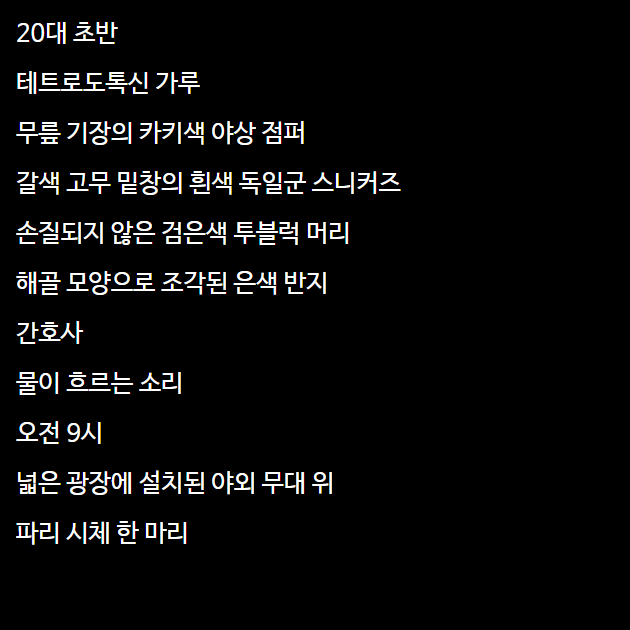 20대 초반
테트로도톡신 가루
무릎 기장의 카키색 야상 점퍼
갈색 고무 밑창의 흰색 독일군 스니커즈
손질되지 않은 검은색 투블럭 머리
해골 모양으로 조각된 은색 반지
간호사
물이 흐르는 소리
오전 9시
넓은 광장에 설치된 야외 무대 위
파리 시체 한 마리